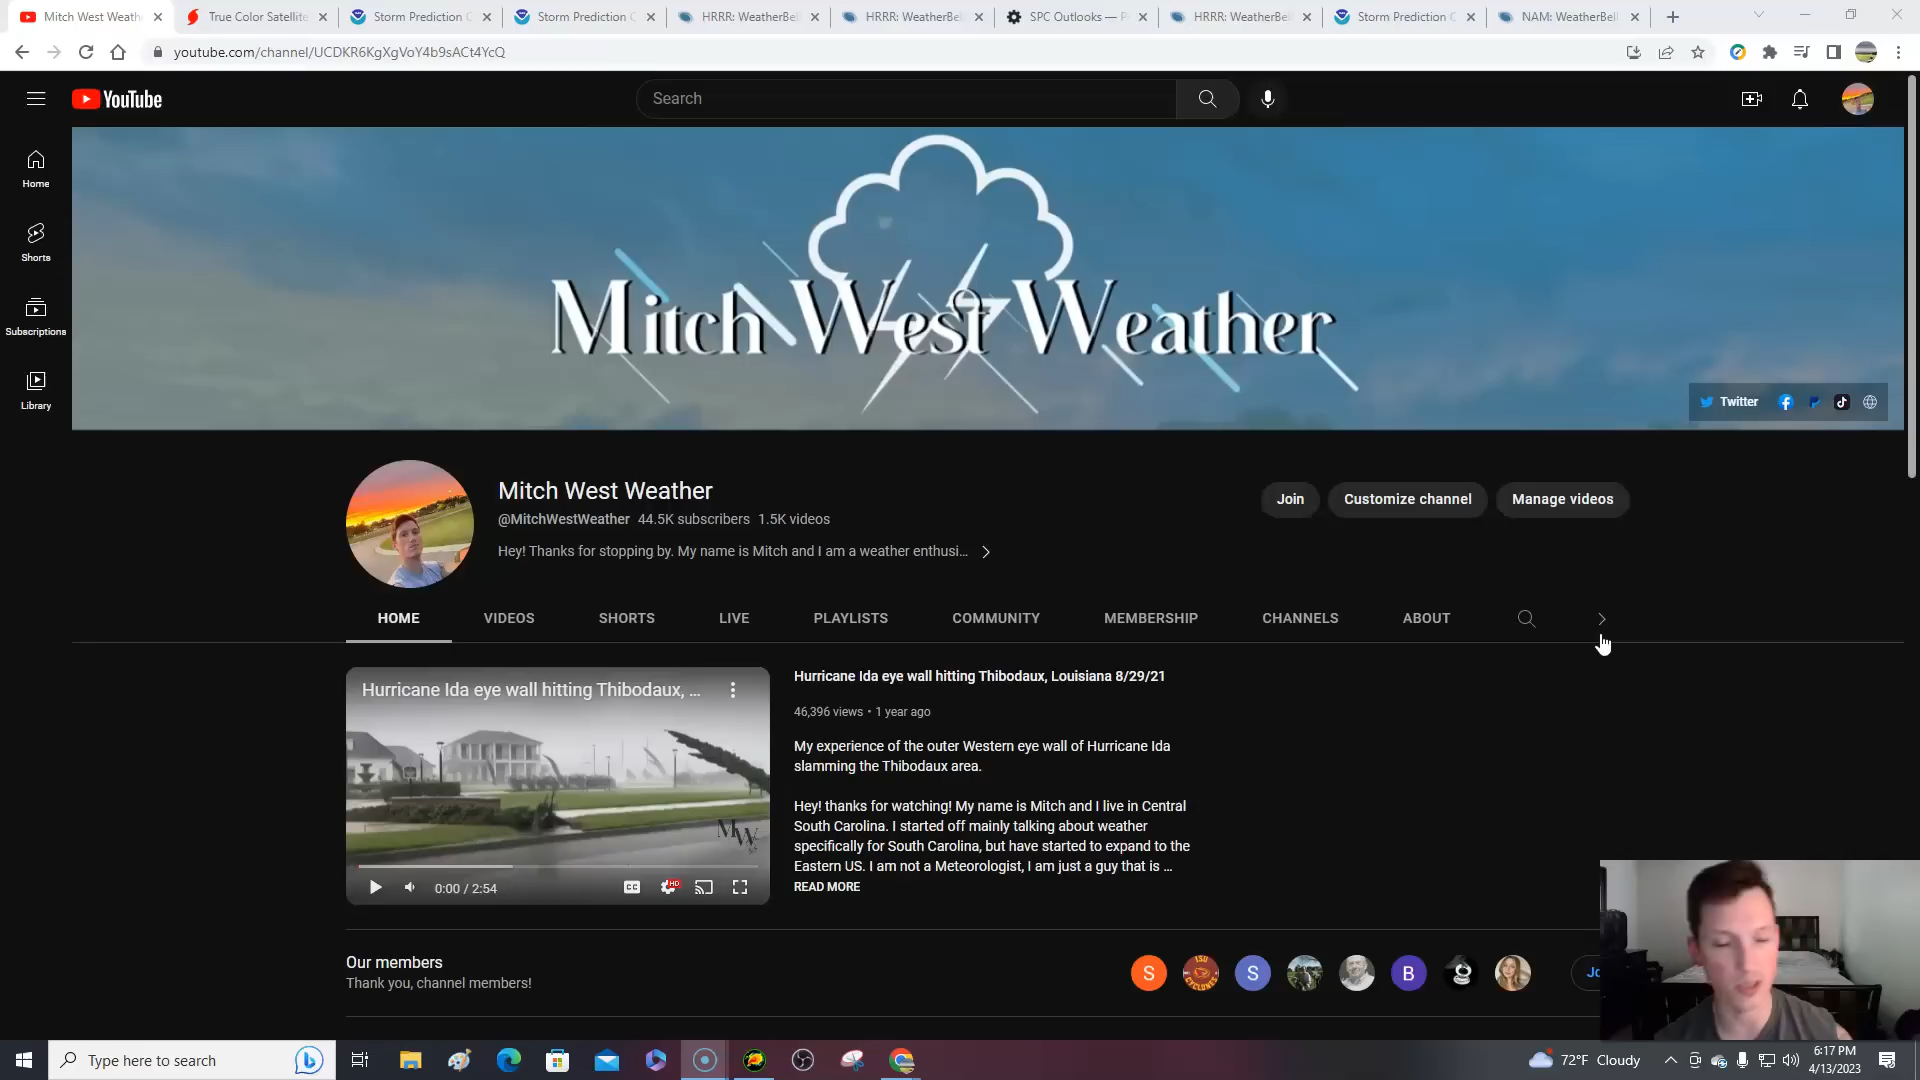 Mitch West Weath
True Color Satellite
Storm Prediction C
Storm Prediction C
HRRR: WeatherBel
HRRR: WeatherBel
SPC Outlooks — P
HRRR: WeatherBel
Storm Prediction C
NAM: WeatherBell
youtube.com/channel/UCDKR6KgXgVoY4b9sACt4YcQ
YouTube
Search
Home
Shorts
Subscriptions
Library
Mitch West Weather
Twitter
Mitch West Weather
@MitchWestWeather 44.5K subscribers 1.5K videos
Hey! Thanks for stopping by. My name is Mitch and I am a weather enthusi...
Join
Customize channel
Manage videos
HOME
VIDEOS
SHORTS
LIVE
PLAYLISTS
COMMUNITY
MEMBERSHIP
CHANNELS
ABOUT
Hurricane Ida eye wall hitting Thibodaux, ...
MW
CC
HD
0:00 / 2:54
Hurricane Ida eye wall hitting Thibodaux, Louisiana 8/29/21
46,396 views • 1 year ago
My experience of the outer Western eye wall of Hurricane Ida
slamming the Thibodaux area.
Hey! thanks for watching! My name is Mitch and I live in Central
South Carolina. I started off mainly talking about weather
specifically for South Carolina, but have started to expand to the
Eastern US. I am not a Meteorologist, I am just a guy that is ...
READ MORE
Our members
Thank you, channel members!
S
S
B
Jo
Type here to search
72°F Cloudy
6:17 PM
4/13/2023